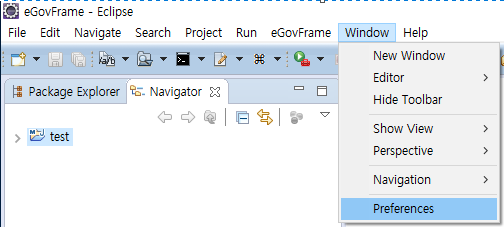 eGovFrame - Eclipse
File Edit Navigate Search Project Run eGovFrame Window Help
New Window
Editor
Hide Toolbar
Show View
Perspective
Navigation
Preferences
Package Explorer Navigator
test